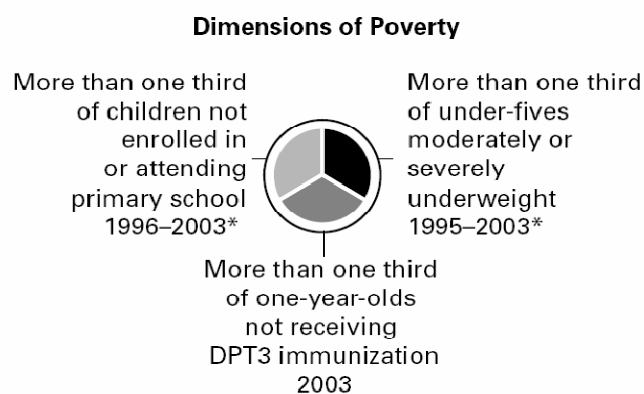 Dimensions of Poverty
More than one third
of children not
enrolled in
or attending
primary school
1996–2003*
More than one third
of under-fives
moderately or
severely
underweight
1995–2003*
More than one third
of one-year-olds
not receiving
DPT3 immunization
2003